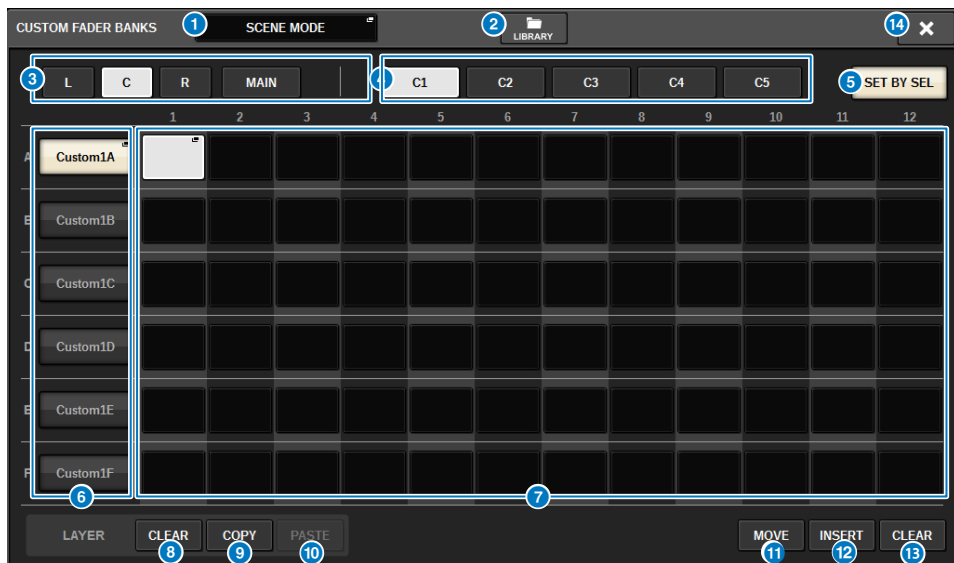 CUSTOM FADER BANKS 1 SCENE MODE 2 LIBRARY 14 ×
3 L C R MAIN 4 C1 C2 C3 C4 C5 5 SET BY SEL
1 2 3 4 5 6 7 8 9 10 11 12
A Custom1A
B Custom1B
C Custom1C
D Custom1D
E Custom1E
F Custom1F
6 7
LAYER CLEAR COPY PASTE MOVE INSERT CLEAR
8 9 10 11 12 13